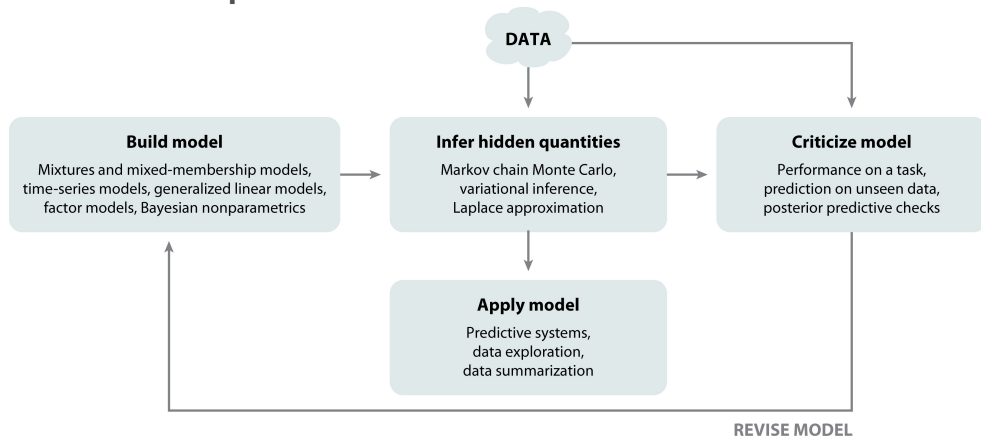 DATA
Build model
Mixtures and mixed-membership models,
time-series models, generalized linear models,
factor models, Bayesian nonparametrics
Infer hidden quantities
Markov chain Monte Carlo,
variational inference,
Laplace approximation
Criticize model
Performance on a task,
prediction on unseen data,
posterior predictive checks
Apply model
Predictive systems,
data exploration,
data summarization
REVISE MODEL